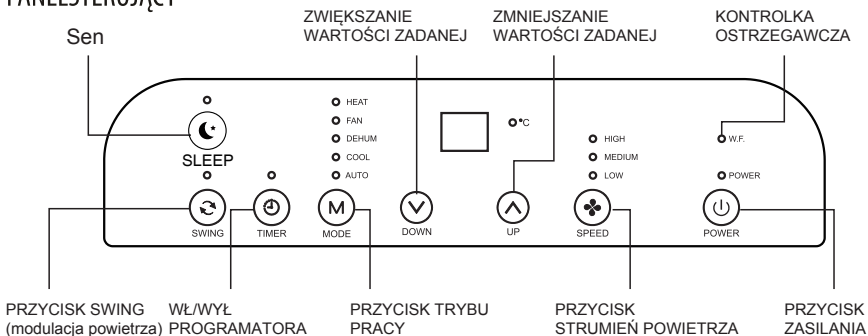 PANELSTERUJĄCY
Sen
ZWIĘKSZANIE
WARTOŚCI ZADANEJ
ZMNIEJSZANIE
WARTOŚCI ZADANEJ
KONTROLKA
OSTRZEGAWCZA
HEAT
FAN
DEHUM
COOL
AUTO
°C
HIGH
MEDIUM
LOW
W.F.
POWER
SLEEP
SWING
TIMER
M
MODE
DOWN
UP
SPEED
POWER
PRZYCISK SWING
(modulacja powietrza)
WŁ/WYŁ
PROGRAMATORA
PRZYCISK TRYBU
PRACY
PRZYCISK
STRUMIEŃ POWIETRZA
PRZYCISK
ZASILANIA